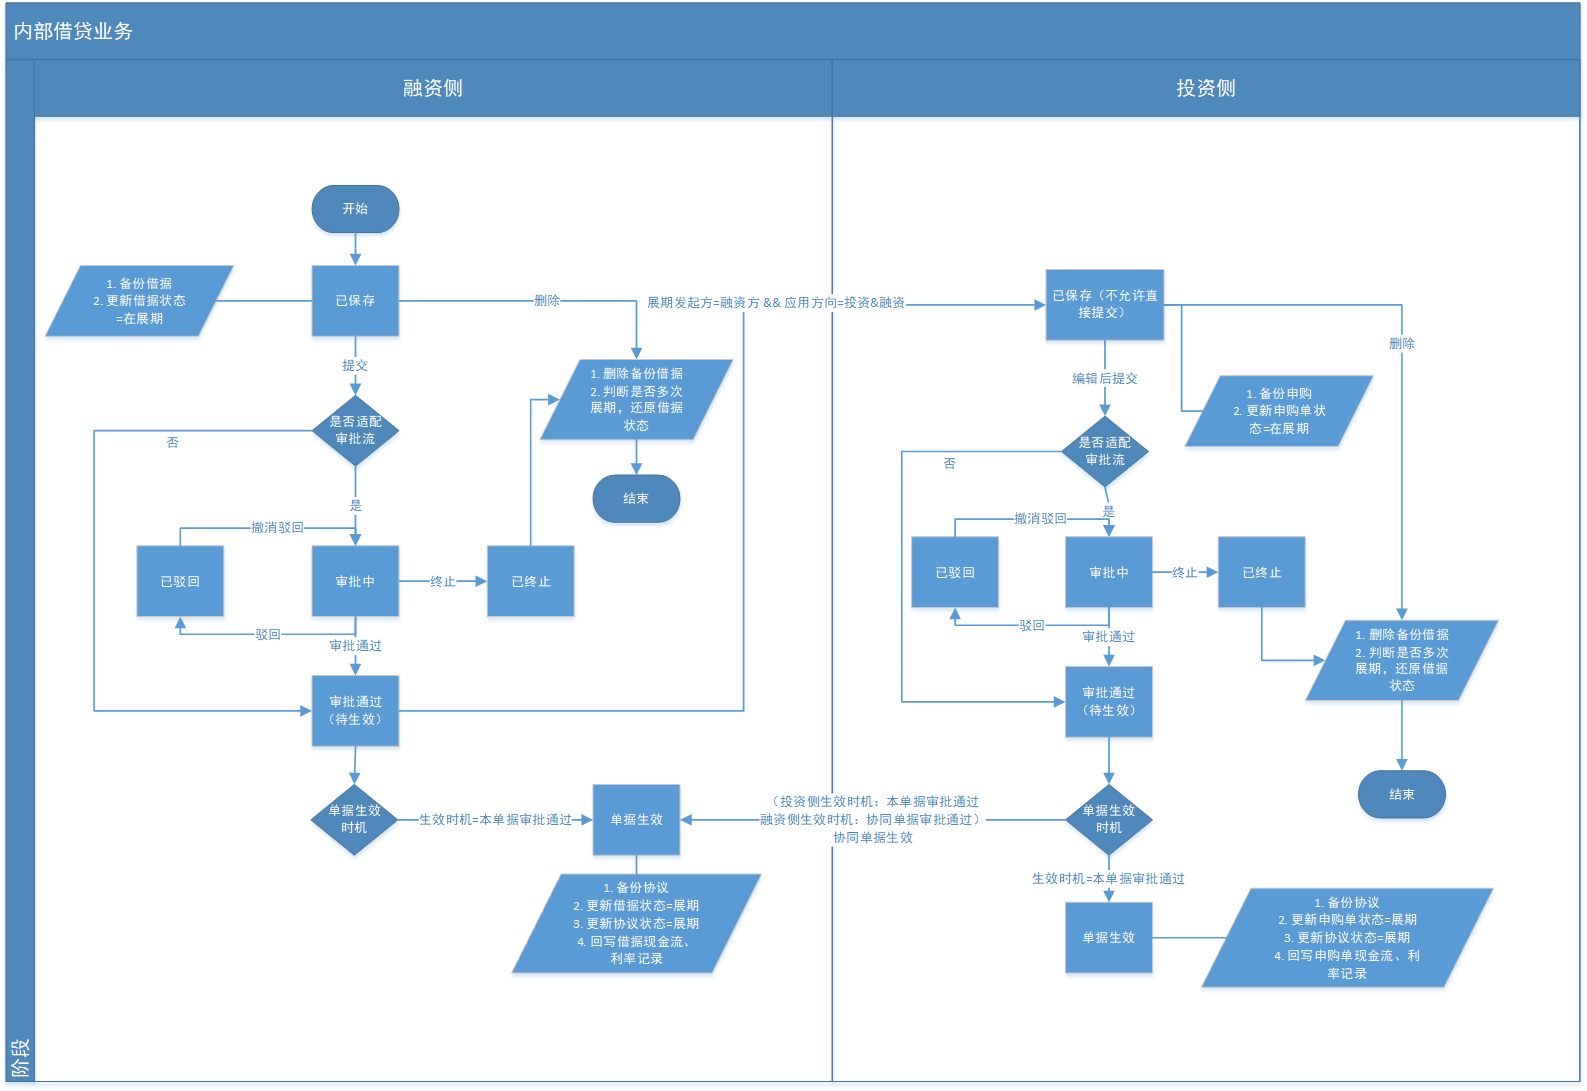 内部借贷业务
融资侧
投资侧
阶段
开始
已保存
1. 备份借据
2. 更新借据状态
=在展期
删除
提交
是否适配
审批流
否
是
撤消驳回
已驳回
审批中
终止
已终止
驳回
审批通过
审批通过
（待生效）
1. 删除备份借据
2. 判断是否多次
展期，还原借据
状态
结束
单据生效
时机
生效时机=本单据审批通过
单据生效
1. 备份协议
2. 更新借据状态=展期
3. 更新协议状态=展期
4. 回写借据现金流、
利率记录
展期发起方=融资方 && 应用方向=投资&融资
已保存（不允许直
接提交）
删除
编辑后提交
1. 备份申购
2. 更新申购单状
态=在展期
是否适配
审批流
否
是
撤消驳回
已驳回
审批中
终止
已终止
驳回
审批通过
审批通过
（待生效）
1. 删除备份借据
2. 判断是否多次
展期，还原借据
状态
结束
单据生效
时机
（投资侧生效时机：本单据审批通过
融资侧生效时机：协同单据审批通过）
协同单据生效
生效时机=本单据审批通过
单据生效
1. 备份协议
2. 更新申购单状态=展期
3. 更新协议状态=展期
4. 回写申购单现金流、利
率记录